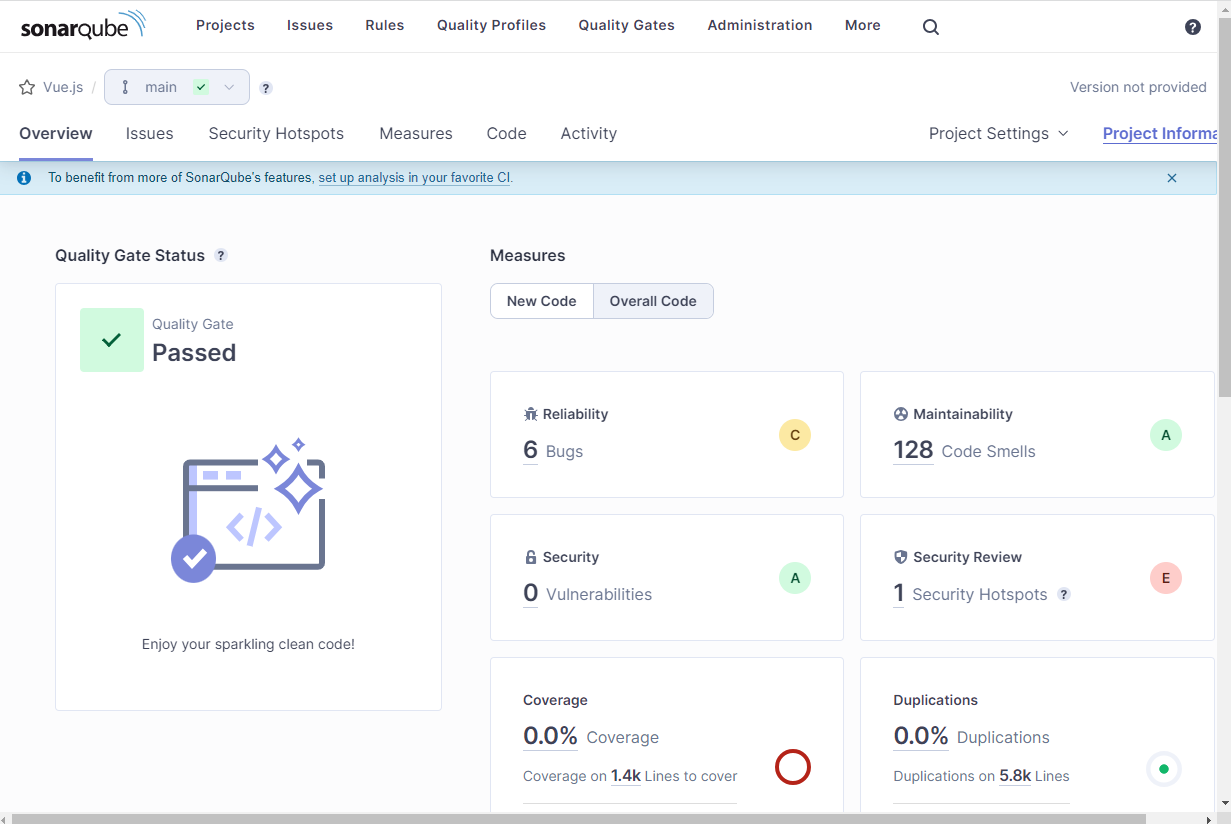 sonarqube Projects Issues Rules Quality Profiles Quality Gates Administration More ?
Vue.js / main ? Version not provided
Overview Issues Security Hotspots Measures Code Activity Project Settings Project Informa
To benefit from more of SonarQube's features, set up analysis in your favorite CI.
Quality Gate Status ?
Quality Gate
Passed
</>
Enjoy your sparkling clean code!
Measures
New Code Overall Code
Reliability
6 Bugs C
Maintainability
128 Code Smells A
Security
0 Vulnerabilities A
Security Review
1 Security Hotspots ? E
Coverage
0.0% Coverage
Coverage on 1.4k Lines to cover
Duplications
0.0% Duplications
Duplications on 5.8k Lines